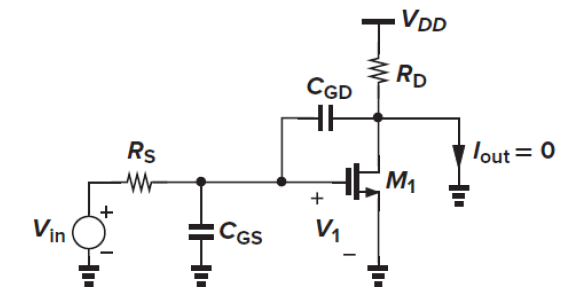 V_DD
R_D
C_GD
R_S
I_out = 0
M_1
+
+
V_in
C_GS
V_1
−
−